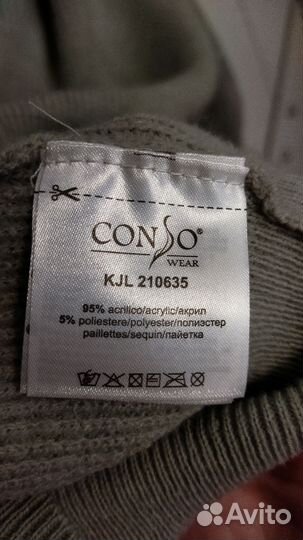 CONSO®
WEAR
KJL 210635
95% acrilico/acrylic/акрил
5% poliestere/polyester/полиэстер
paillettes/sequin/пайетка
Avito